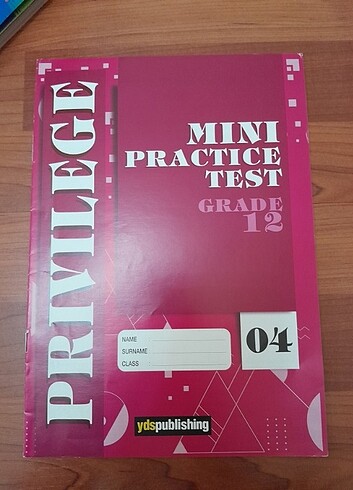 PRIVILEGE
MINI
PRACTICE
TEST
GRADE
12
NAME
SURNAME
CLASS
04
ydspublishing